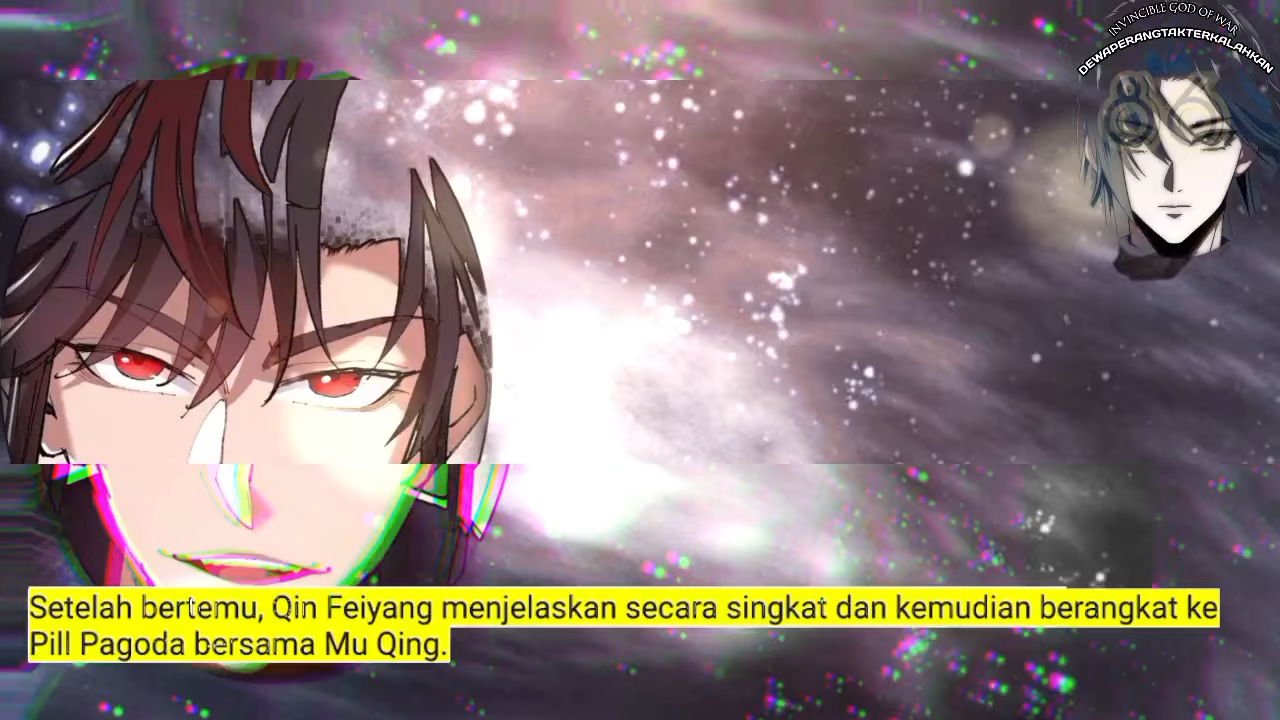 INVINCIBLE GOD OF WAR
DEWAPERANGTAKTERKALAHKAN
Setelah bertemu, Qin Feiyang menjelaskan secara singkat dan kemudian berangkat ke
Pill Pagoda bersama Mu Qing.